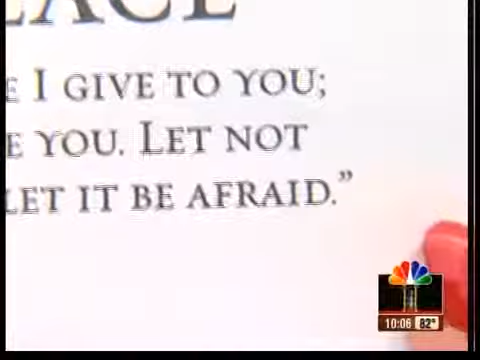 I GIVE TO YOU;
YOU. LET NOT
LET IT BE AFRAID.”
10:06 82°